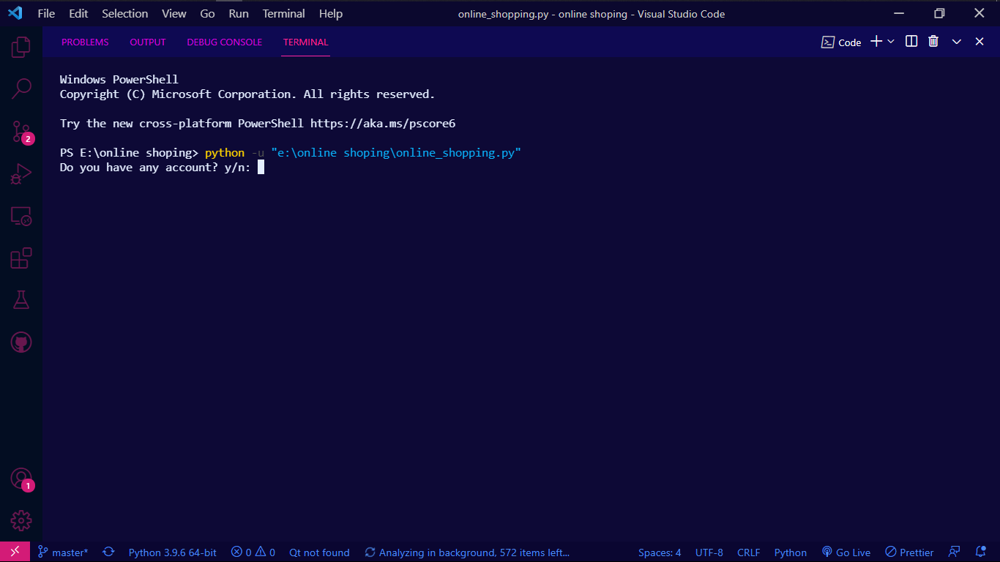 File Edit Selection View Go Run Terminal Help online_shopping.py - online shoping - Visual Studio Code
PROBLEMS OUTPUT DEBUG CONSOLE TERMINAL Code
Windows PowerShell
Copyright (C) Microsoft Corporation. All rights reserved.
Try the new cross-platform PowerShell https://aka.ms/pscore6
PS E:\online shoping> python -u "e:\online shoping\online_shopping.py"
Do you have any account? y/n:
2
1
master* Python 3.9.6 64-bit 0 0 Qt not found Analyzing in background, 572 items left... Spaces: 4 UTF-8 CRLF Python Go Live Prettier